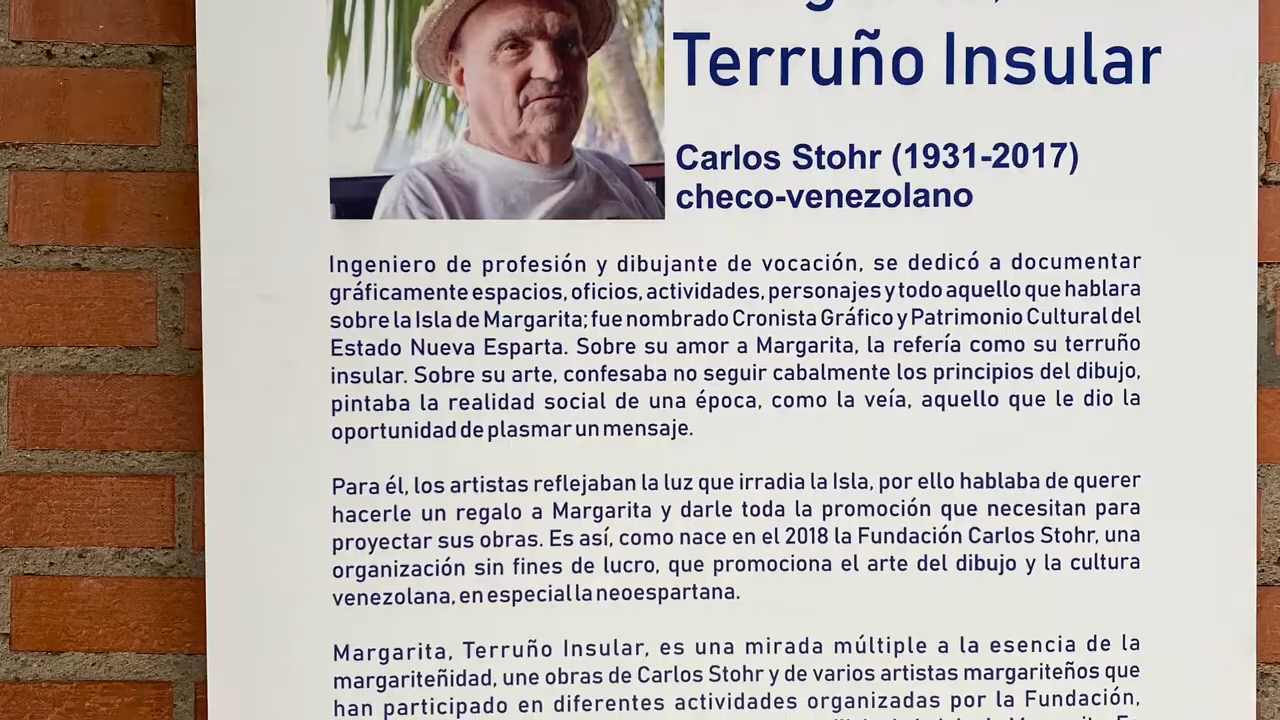 Terruño Insular
Carlos Stohr (1931-2017)
checo-venezolano
Ingeniero de profesión y dibujante de vocación, se dedicó a documentar
gráficamente espacios, oficios, actividades, personajes y todo aquello que hablara
sobre la Isla de Margarita; fue nombrado Cronista Gráfico y Patrimonio Cultural del
Estado Nueva Esparta. Sobre su amor a Margarita, la refería como su terruño
insular. Sobre su arte, confesaba no seguir cabalmente los principios del dibujo,
pintaba la realidad social de una época, como la veía, aquello que le dio la
oportunidad de plasmar un mensaje.
Para él, los artistas reflejaban la luz que irradia la Isla, por ello hablaba de querer
hacerle un regalo a Margarita y darle toda la promoción que necesitan para
proyectar sus obras. Es así, como nace en el 2018 la Fundación Carlos Stohr, una
organización sin fines de lucro, que promociona el arte del dibujo y la cultura
venezolana, en especial la neoespartana.
Margarita, Terruño Insular, es una mirada múltiple a la esencia de la
margariteñidad, une obras de Carlos Stohr y de varios artistas margariteños que
han participado en diferentes actividades organizadas por la Fundación,